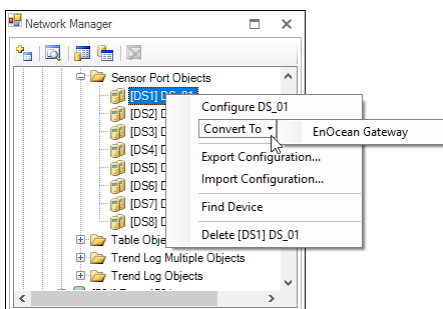 Network Manager
Sensor Port Objects
[DS1] DS_01
[DS2] D
[DS3] D
[DS4] D
[DS5] D
[DS6] D
[DS7] D
[DS8] D
Table Obje
Trend Log Multiple Objects
Trend Log Objects
Configure DS_01
Convert To
EnOcean Gateway
Export Configuration...
Import Configuration...
Find Device
Delete [DS1] DS_01